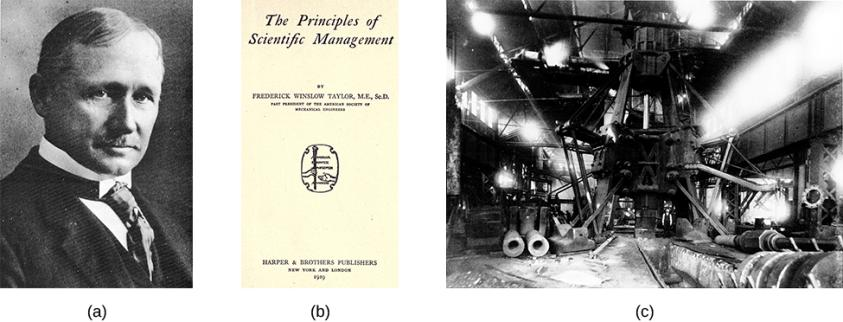 The Principles of
Scientific Management
BY
FREDERICK WINSLOW TAYLOR, M.E., Sc.D.
PAST PRESIDENT OF THE AMERICAN SOCIETY OF
MECHANICAL ENGINEERS
HARPER & BROTHERS PUBLISHERS
NEW YORK AND LONDON
1919
(a)
(b)
(c)